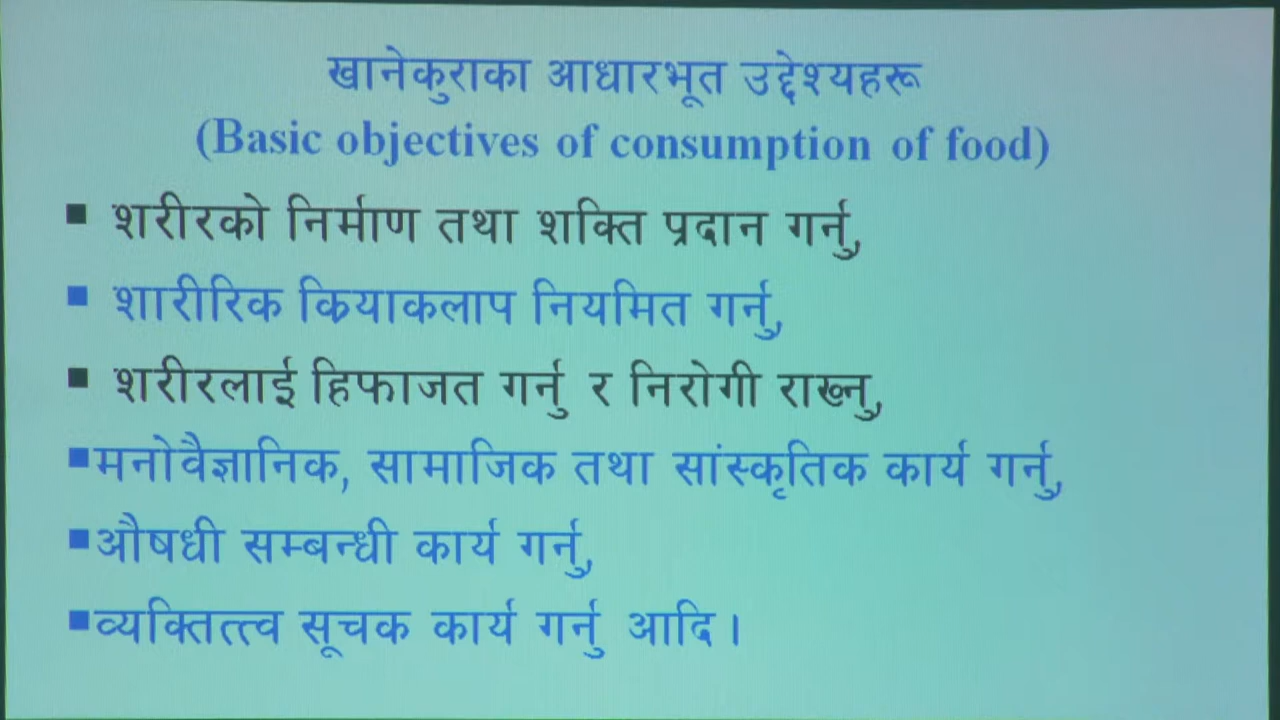 खानेकुराका आधारभूत उद्देश्यहरू
(Basic objectives of consumption of food)
▪ शरीरको निर्माण तथा शक्ति प्रदान गर्नु,
▪ शारीरिक कियाकलाप नियमित गर्नु,
▪ शरीरलाई हिफाजत गर्नु र निरोगी राख्नु,
▪मनोवैज्ञानिक, सामाजिक तथा सांस्कृतिक कार्य गर्नु,
▪औषधी सम्बन्धी कार्य गर्नु,
▪व्यक्तित्त्व सूचक कार्य गर्नु आदि।